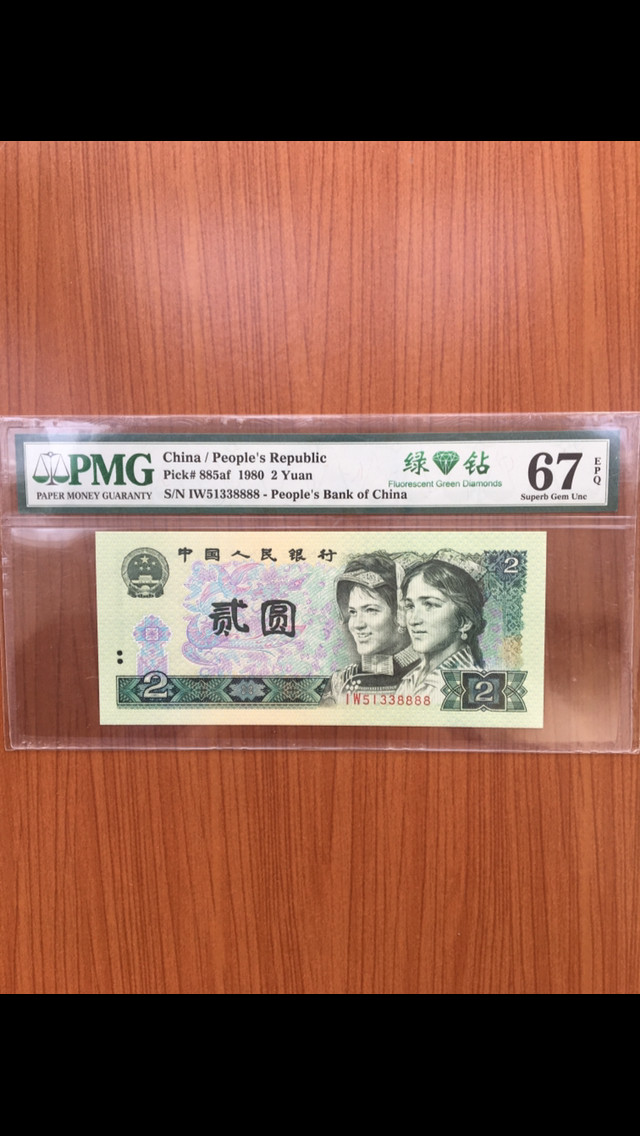 PMG
PAPER MONEY GUARANTY
China / People's Republic
Pick# 885af 1980 2 Yuan
S/N IW51338888 - People's Bank of China
绿 钻
Fluorescent Green Diamonds
67 EPQ
Superb Gem Unc
中国人民银行
2
贰圆
2
IW51338888
2